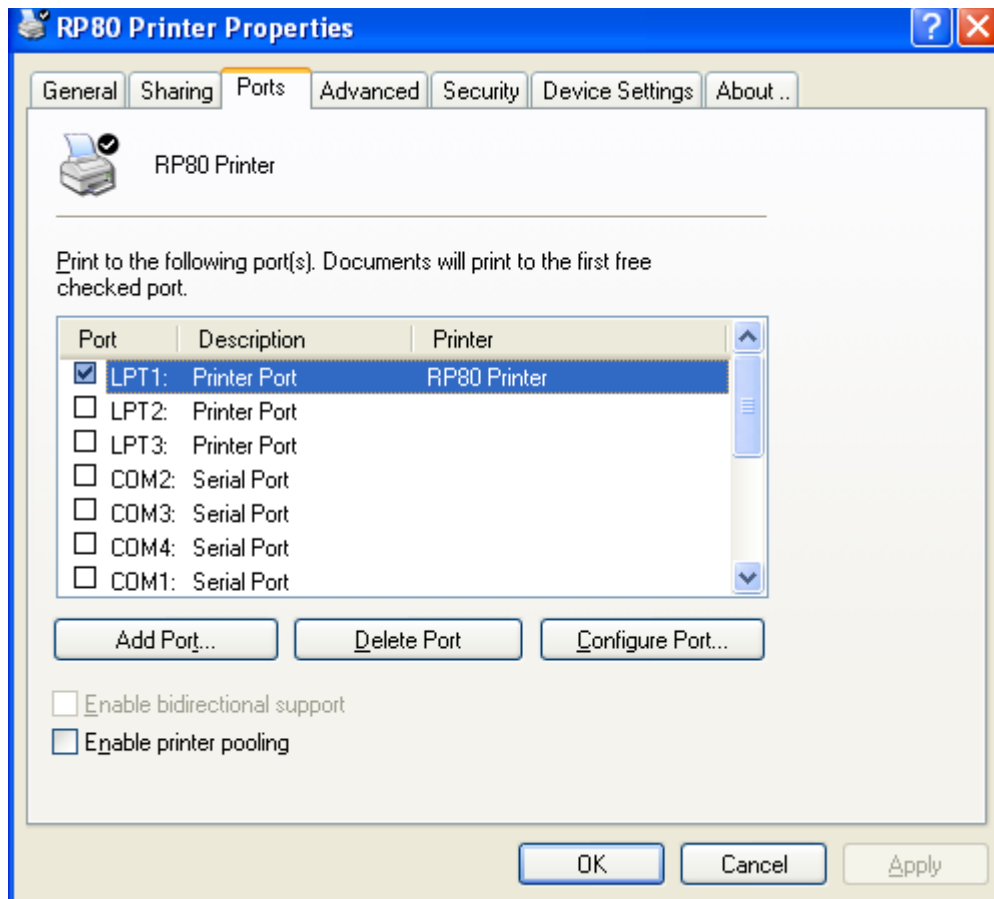 RP80 Printer Properties
General Sharing Ports Advanced Security Device Settings About ..
RP80 Printer
Print to the following port(s). Documents will print to the first free
checked port.
Port Description Printer
LPT1: Printer Port RP80 Printer
LPT2: Printer Port
LPT3: Printer Port
COM2: Serial Port
COM3: Serial Port
COM4: Serial Port
COM1: Serial Port
Add Port... Delete Port Configure Port...
Enable bidirectional support
Enable printer pooling
OK Cancel Apply